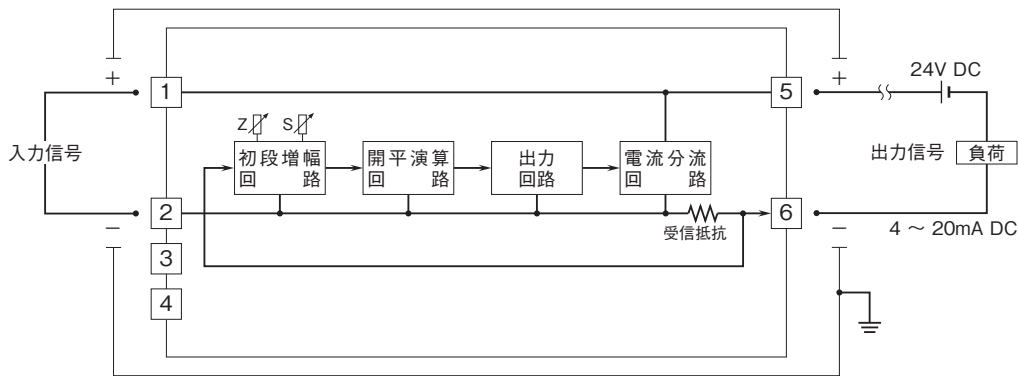 24V DC
+
+
1
5
Z
S
入力信号
初段増幅
回路
開平演算
回路
出力
回路
電流分流
回路
出力信号
負荷
2
6
−
受信抵抗
−
4 ～ 20mA DC
3
4